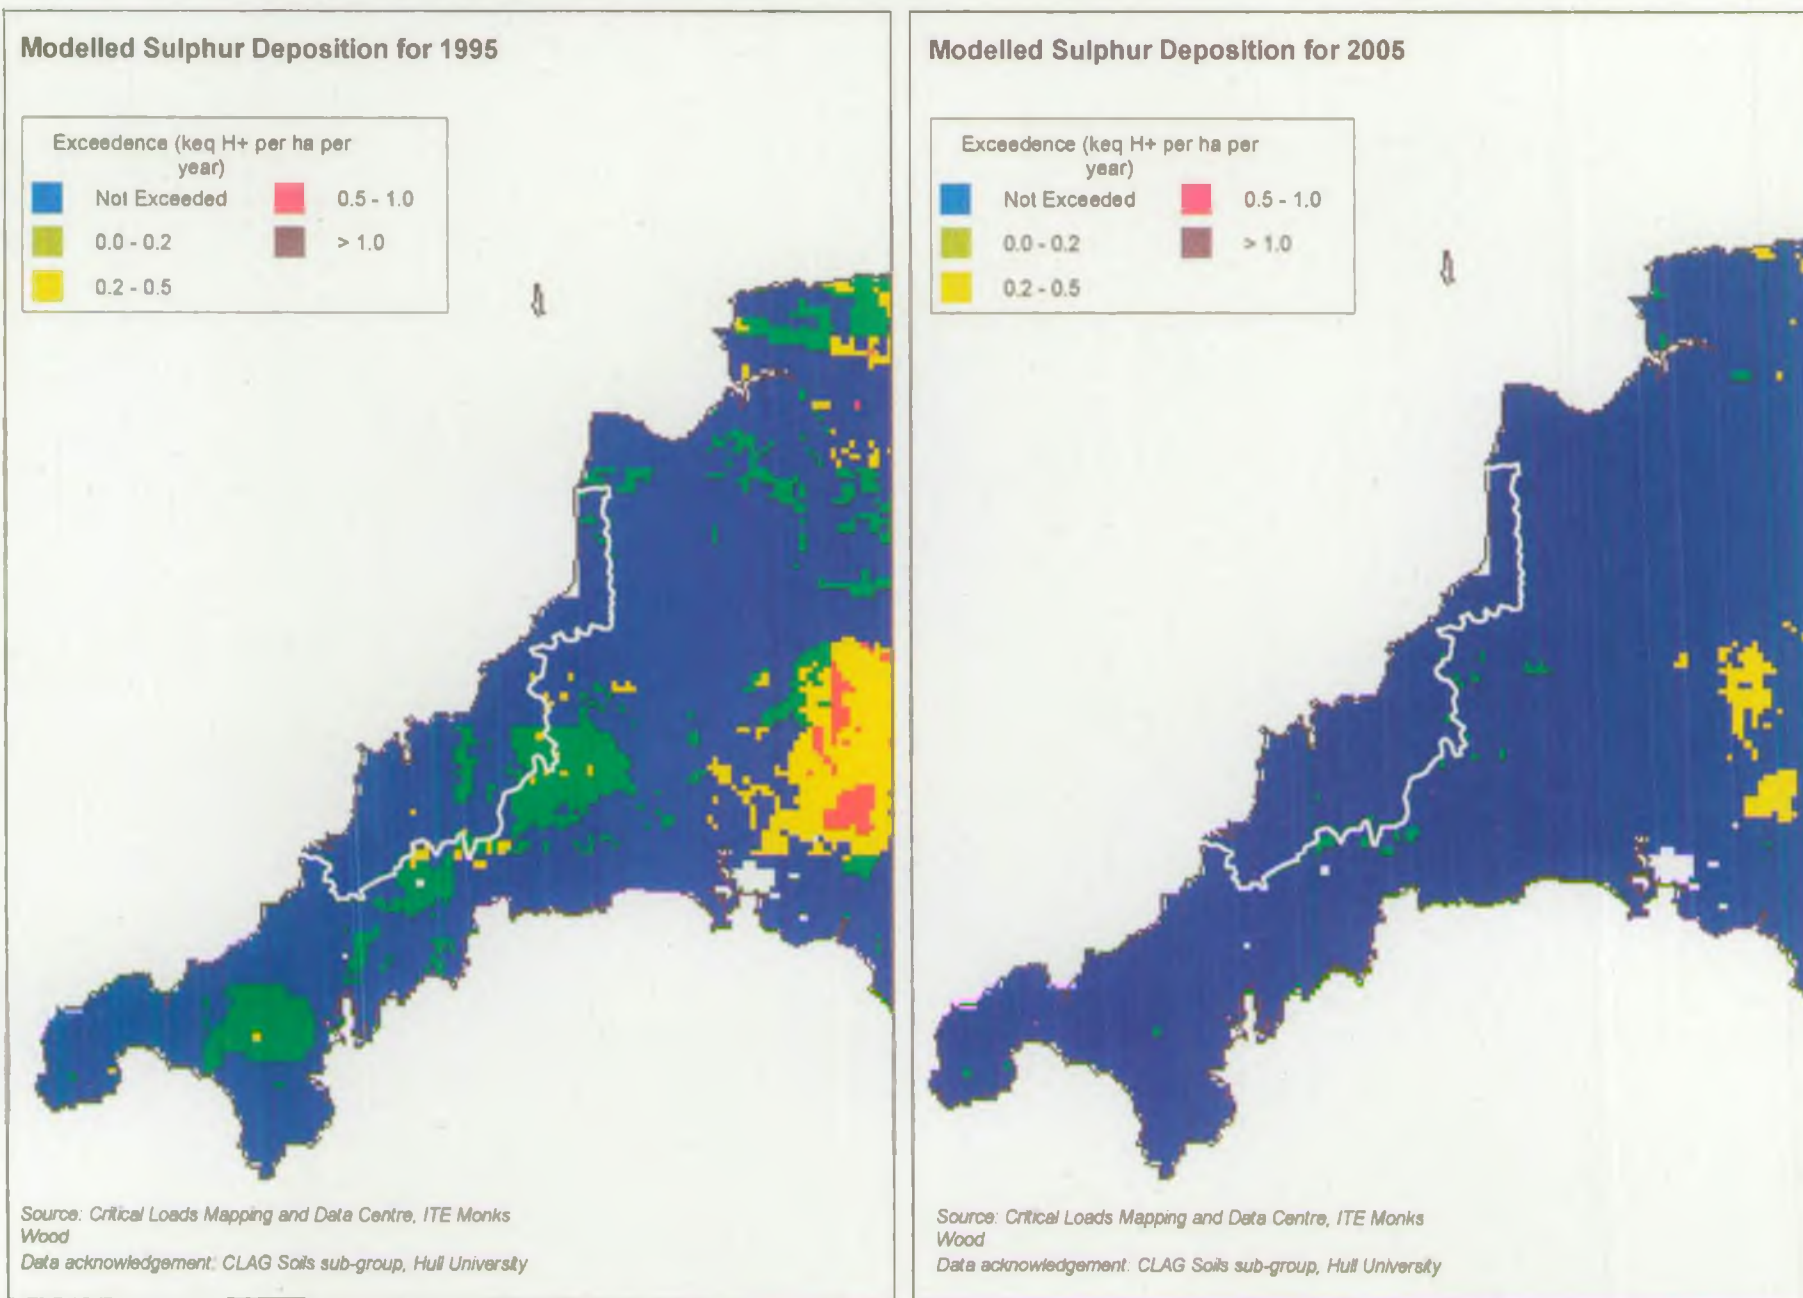 Modelled Sulphur Deposition for 1995
Exceedence (keq H+ per ha per
year)
Not Exceeded
0.0 - 0.2
0.2 - 0.5
0.5 - 1.0
> 1.0
Source: Critical Loads Mapping and Data Centre, ITE Monks
Wood
Data acknowledgement: CLAG Soils sub-group, Hull University
Modelled Sulphur Deposition for 2005
Exceedence (keq H+ per ha per
year)
Not Exceeded
0.0 - 0.2
0.2 - 0.5
0.5 - 1.0
> 1.0
Source: Critical Loads Mapping and Data Centre, ITE Monks
Wood
Data acknowledgement: CLAG Soils sub-group, Hull University